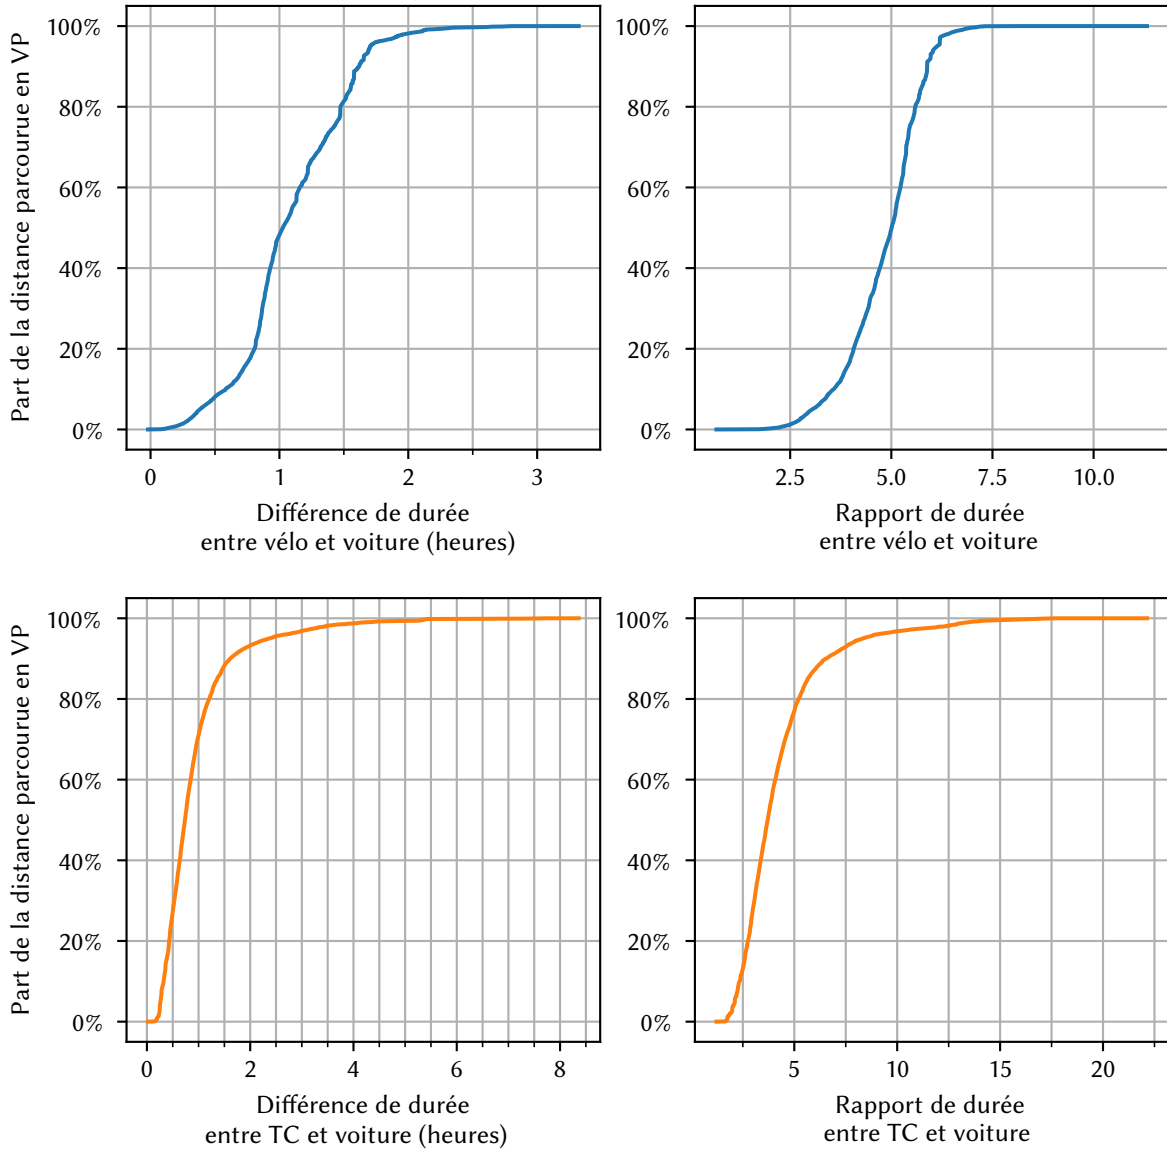 100%
80%
60%
40%
20%
0%
Part de la distance parcourue en VP
0 1 2 3
Différence de durée
entre vélo et voiture (heures)
100%
80%
60%
40%
20%
0%
2.5 5.0 7.5 10.0
Rapport de durée
entre vélo et voiture
100%
80%
60%
40%
20%
0%
Part de la distance parcourue en VP
0 2 4 6 8
Différence de durée
entre TC et voiture (heures)
100%
80%
60%
40%
20%
0%
5 10 15 20
Rapport de durée
entre TC et voiture